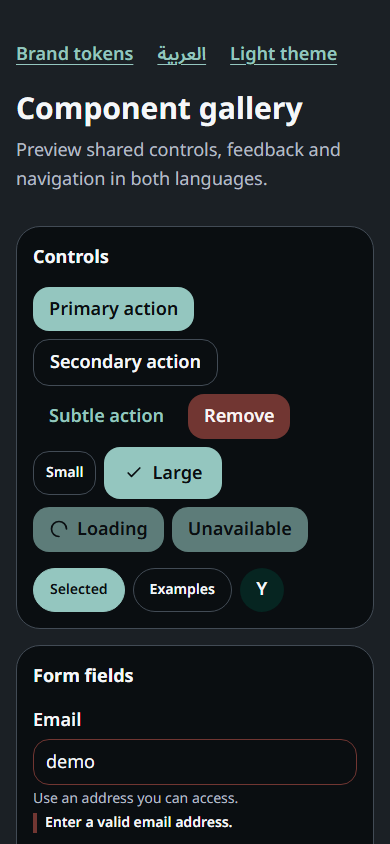 Brand tokens العربية Light theme
Component gallery
Preview shared controls, feedback and
navigation in both languages.
Controls
Primary action
Secondary action
Subtle action Remove
Small Large
Loading Unavailable
Selected Examples Y
Form fields
Email
demo
Use an address you can access.
Enter a valid email address.